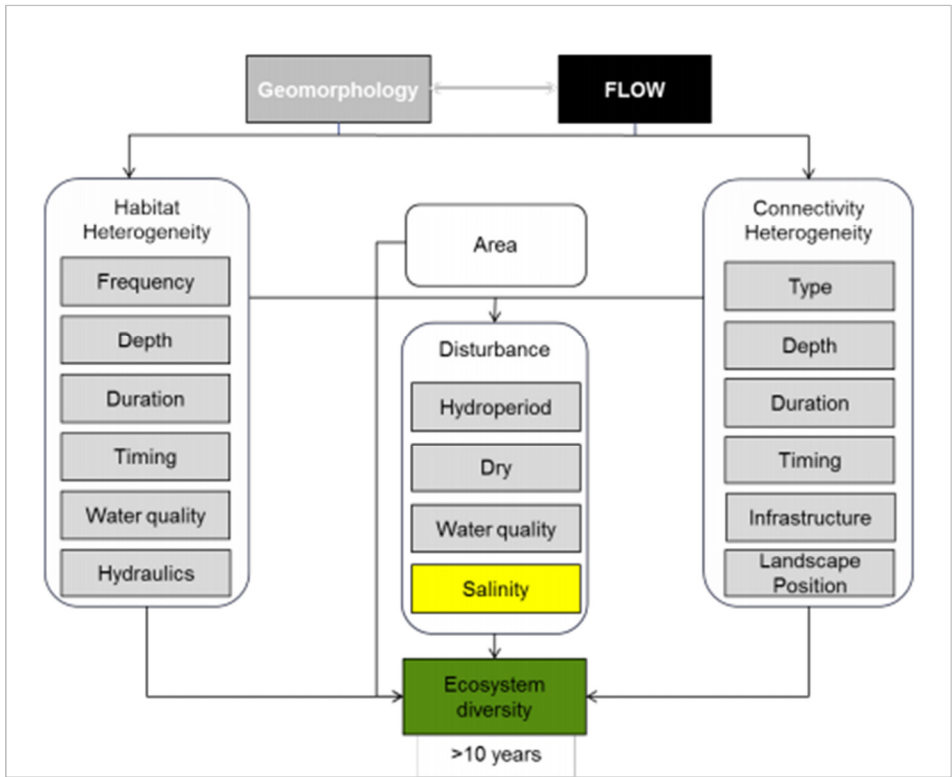 Geomorphology
FLOW
Habitat
Heterogeneity
Frequency
Depth
Duration
Timing
Water quality
Hydraulics
Area
Disturbance
Hydroperiod
Dry
Water quality
Salinity
Connectivity
Heterogeneity
Type
Depth
Duration
Timing
Infrastructure
Landscape
Position
Ecosystem
diversity
>10 years